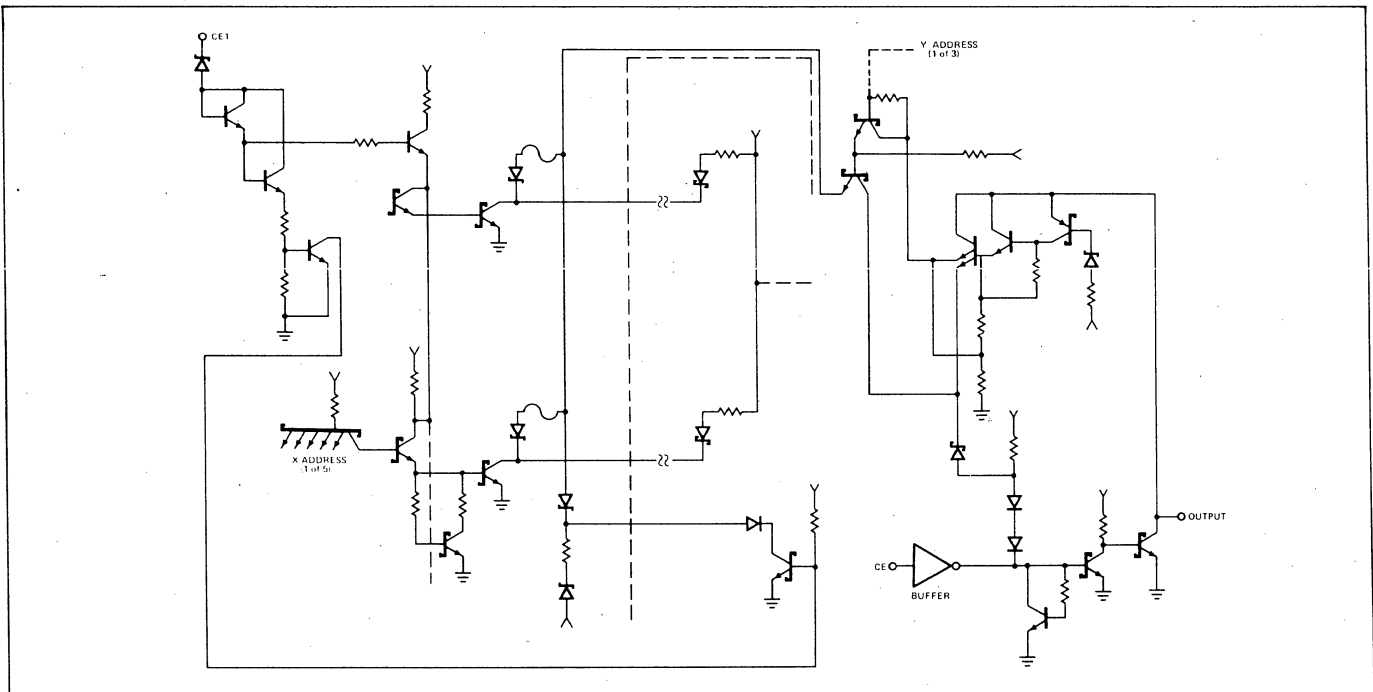 CE1
Y ADDRESS
(1 of 3)
X ADDRESS
(1 of 5)
OUTPUT
CE
BUFFER